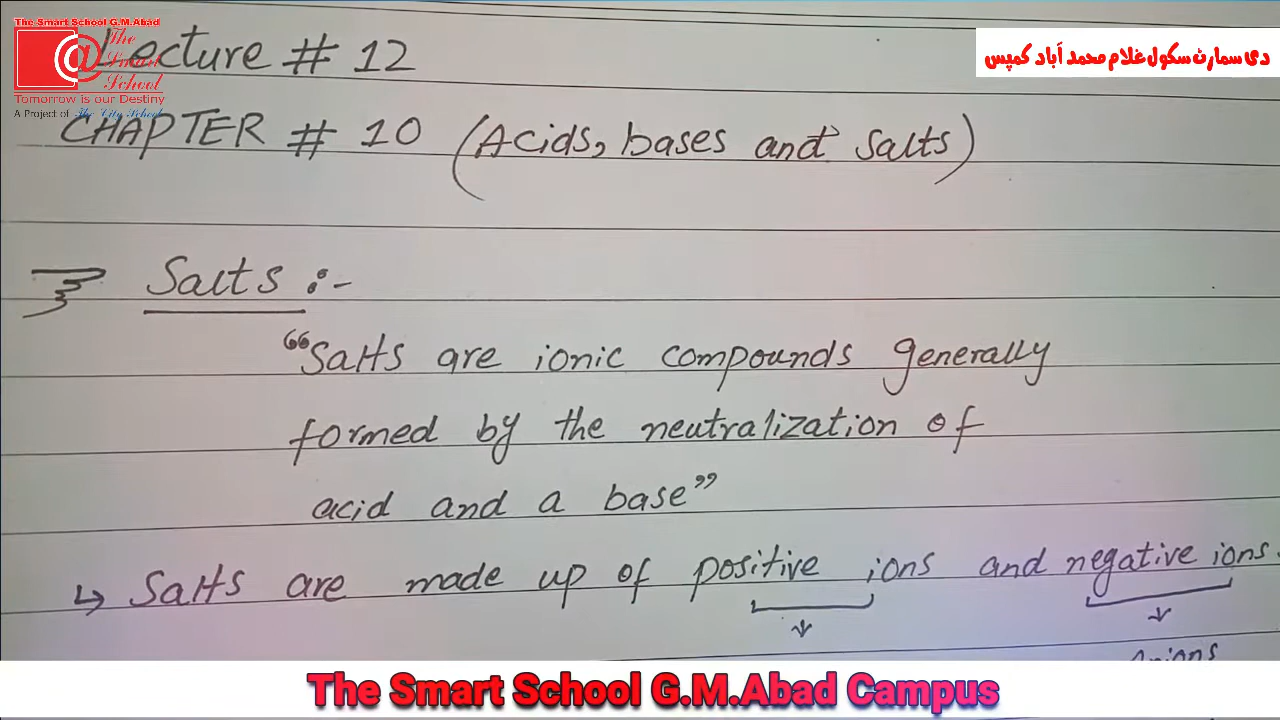 The Smart School G.M.Abad
The
Smart
School
Tomorrow is our Destiny
A Project of The City School
دی سمارٹ سکول غلام محمد آباد کمپس
Lecture # 12
CHAPTER # 10 (Acids, bases and Salts)
Salts :-
“Salts are ionic compounds generally
formed by the neutralization of
acid and a base”
↳ Salts are made up of positive ions and negative ions.
Anions
The Smart School G.M.Abad Campus